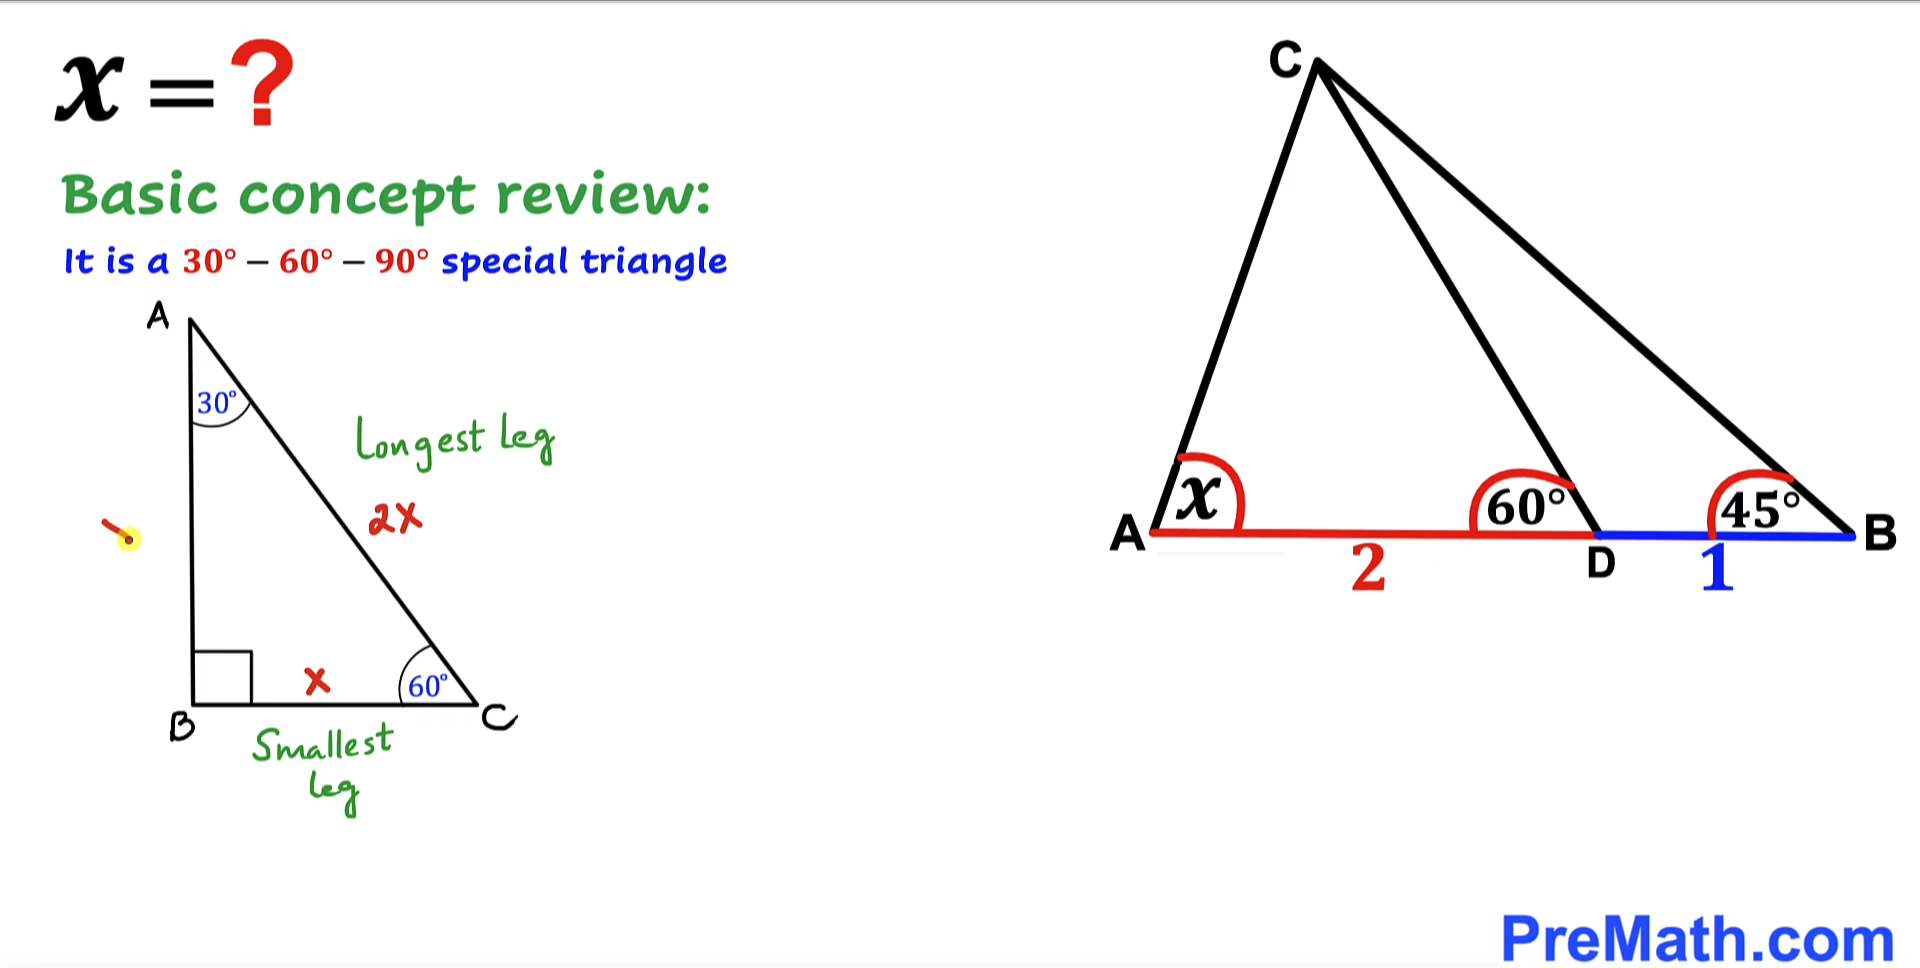 x = ?
Basic concept review:
It is a 30° – 60° – 90° special triangle
A
30°
Longest leg
2x
x
60°
B
C
Smallest
leg
C
x
60°
45°
A
B
2
D
1
PreMath.com